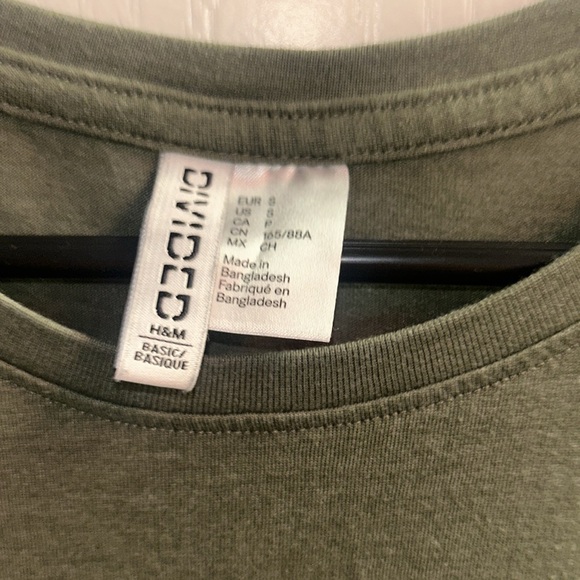 DIVIDED
H&M
BASIC/
BASIQUE
EUR S
US S
CA P
CN 165/88A
MX CH
Made in
Bangladesh
Fabriqué en
Bangladesh